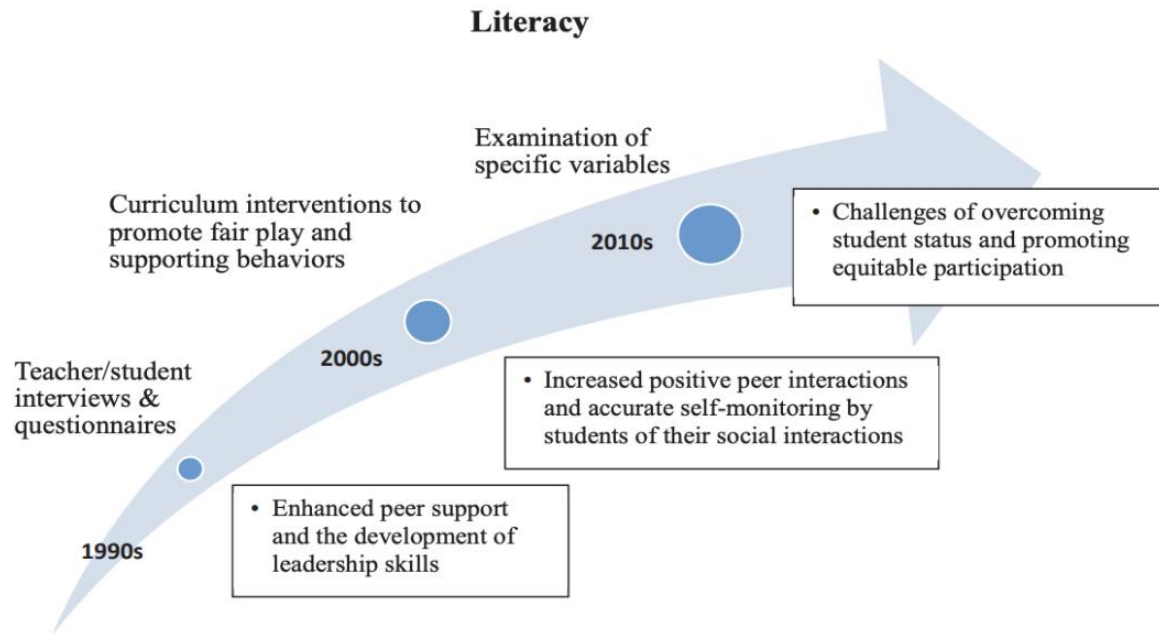 Literacy
Examination of
specific variables
Curriculum interventions to
promote fair play and
supporting behaviors
2010s
• Challenges of overcoming
student status and promoting
equitable participation
Teacher/student
interviews &
questionnaires
2000s
• Increased positive peer interactions
and accurate self-monitoring by
students of their social interactions
1990s
• Enhanced peer support
and the development of
leadership skills